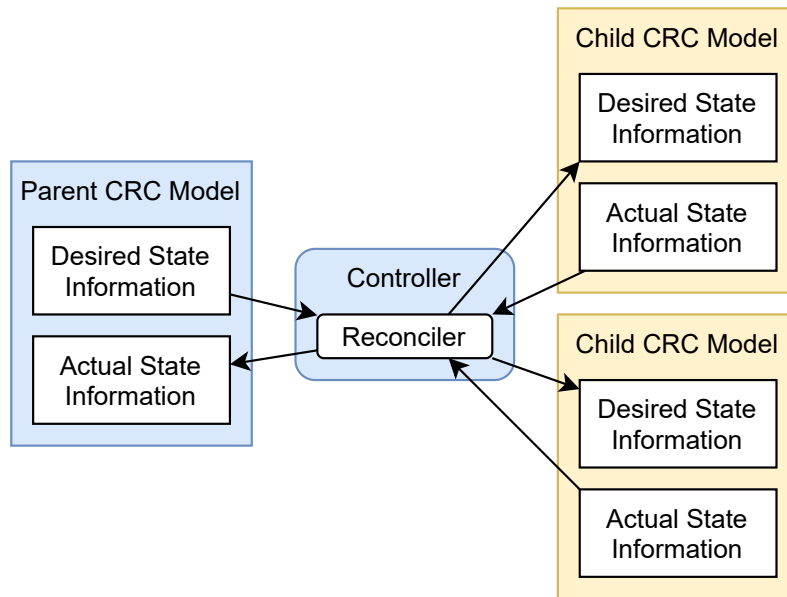 Parent CRC Model
Desired State
Information
Actual State
Information
Controller
Reconciler
Child CRC Model
Desired State
Information
Actual State
Information
Child CRC Model
Desired State
Information
Actual State
Information